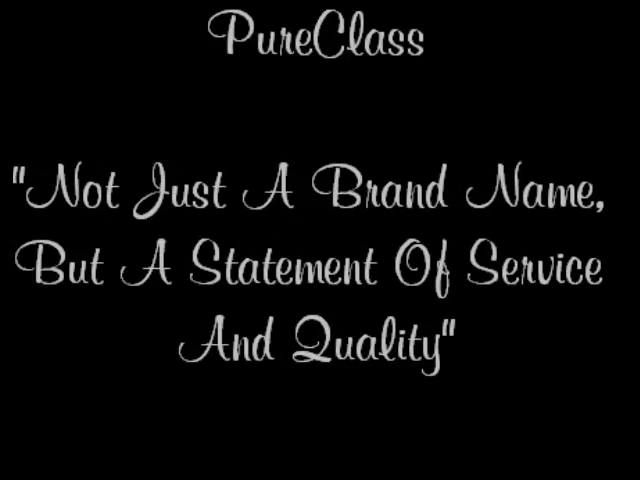 PureClass
"Not Just A Brand Name,
But A Statement Of Service
And Quality"